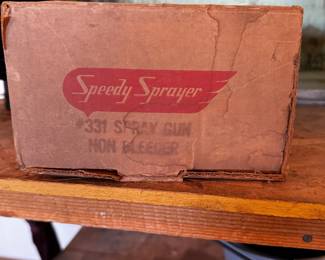 Speedy Sprayer
#331 SPRAY GUN
NON BLEEDER